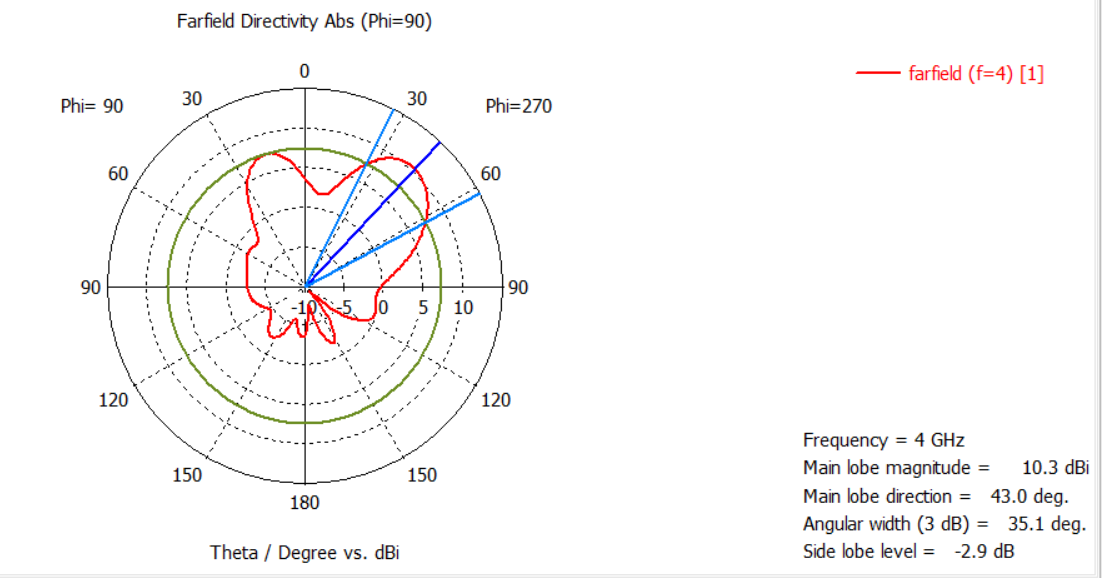 Farfield Directivity Abs (Phi=90)
farfield (f=4) [1]
0
Phi= 90
30
30
Phi=270
60
60
90
-10
-5
0
5
10
90
120
120
150
150
180
Theta / Degree vs. dBi
Frequency = 4 GHz
Main lobe magnitude = 10.3 dBi
Main lobe direction = 43.0 deg.
Angular width (3 dB) = 35.1 deg.
Side lobe level = -2.9 dB